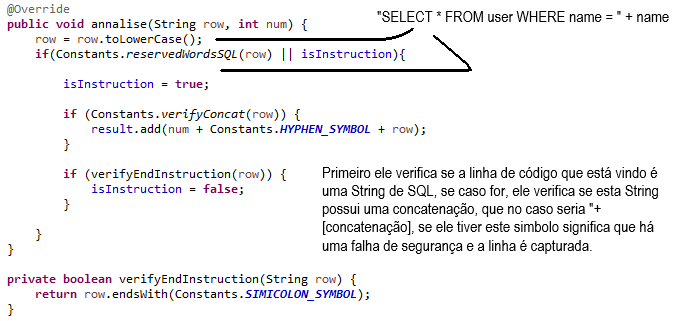 @Override
public void annalise(String row, int num) {
"SELECT * FROM user WHERE name = " + name
row = row.toLowerCase();
if(Constants.reservedWordsSQL(row) || isInstruction){
isInstruction = true;
if (Constants.verifyConcat(row)) {
result.add(num + Constants.HYPHEN_SYMBOL + row);
}
if (verifyEndInstruction(row)) {
isInstruction = false;
}
}
}
Primeiro ele verifica se a linha de código que está vindo é
uma String de SQL, se caso for, ele verifica se esta String
possui uma concatenação, que no caso seria "+
[concatenação], se ele tiver este simbolo significa que há
uma falha de segurança e a linha é capturada.
private boolean verifyEndInstruction(String row) {
return row.endsWith(Constants.SIMICOLON_SYMBOL);
}